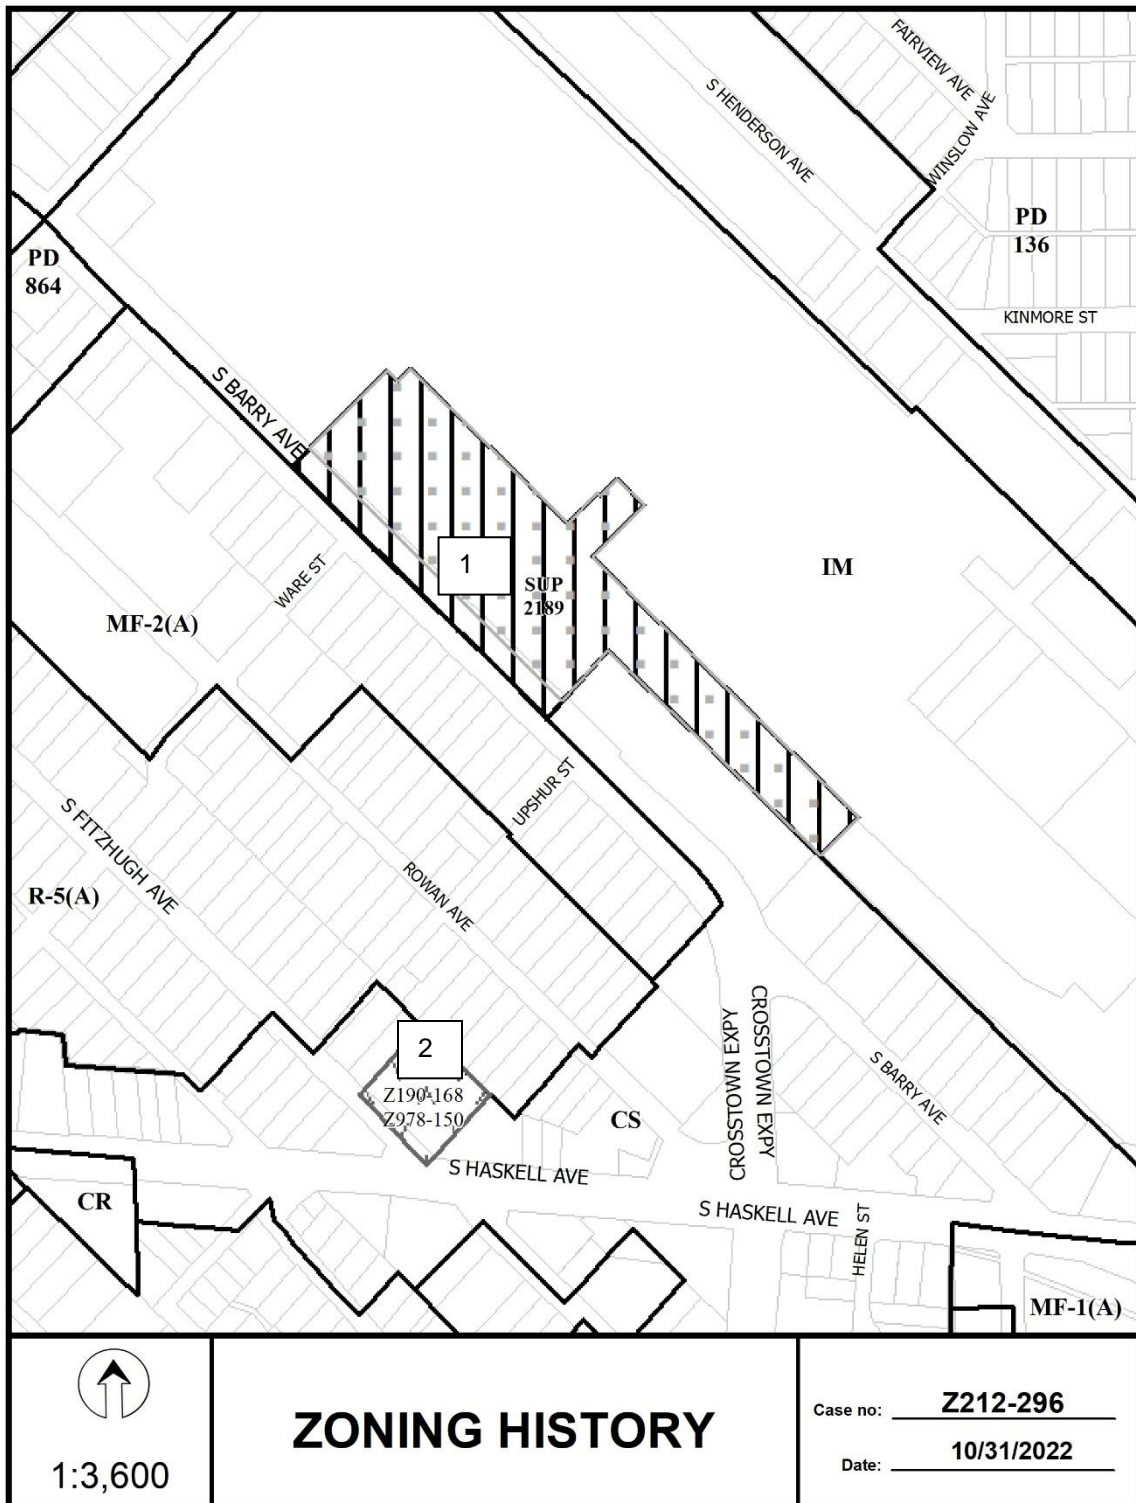 FAIRVIEW AVE
S HENDERSON AVE
WINSLOW AVE
PD
136
PD
864
KINMORE ST
S BARRY AVE
1
IM
SUP
2189
WARE ST
MF-2(A)
UPSHUR ST
S FITZHUGH AVE
ROWAN AVE
R-5(A)
CROSSTOWN EXPY
CROSSTOWN EXPY
2
S BARRY AVE
Z190-168
Z978-150
CS
S HASKELL AVE
CR
S HASKELL AVE
HELEN ST
MF-1(A)
1:3,600
ZONING HISTORY
Case no: Z212-296
Date: 10/31/2022